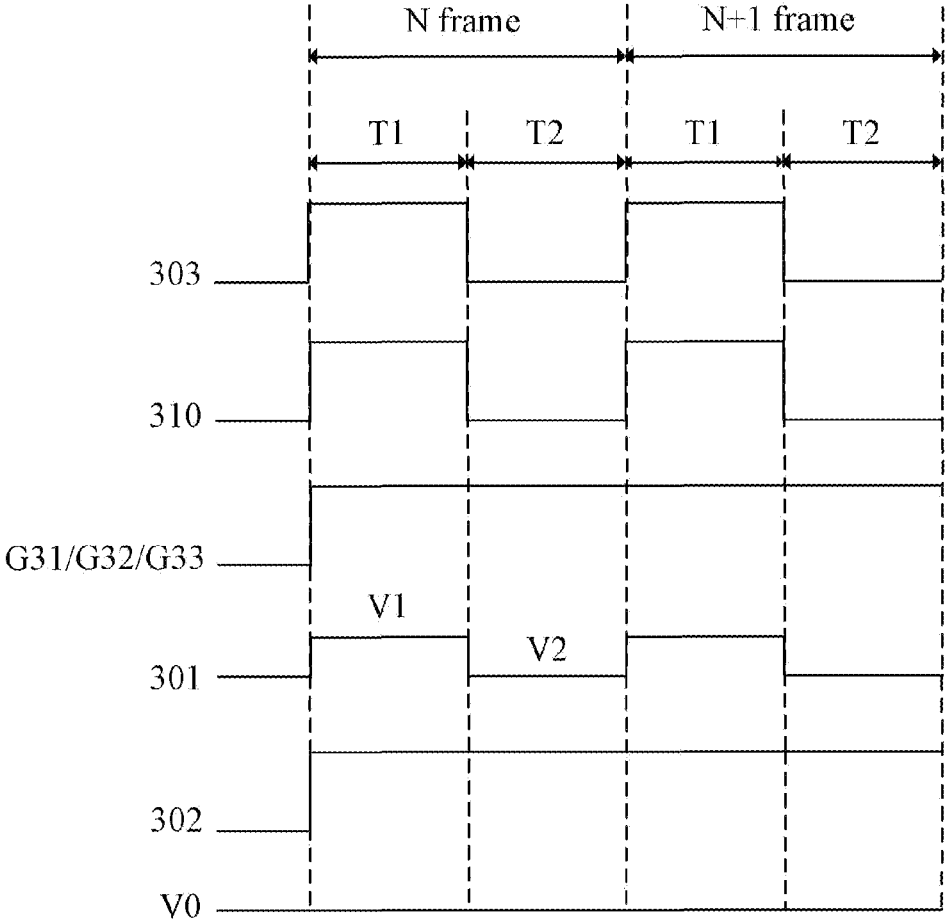 N frame N+1 frame
T1 T2 T1 T2
303
310
G31/G32/G33
V1
V2
301
302
V0